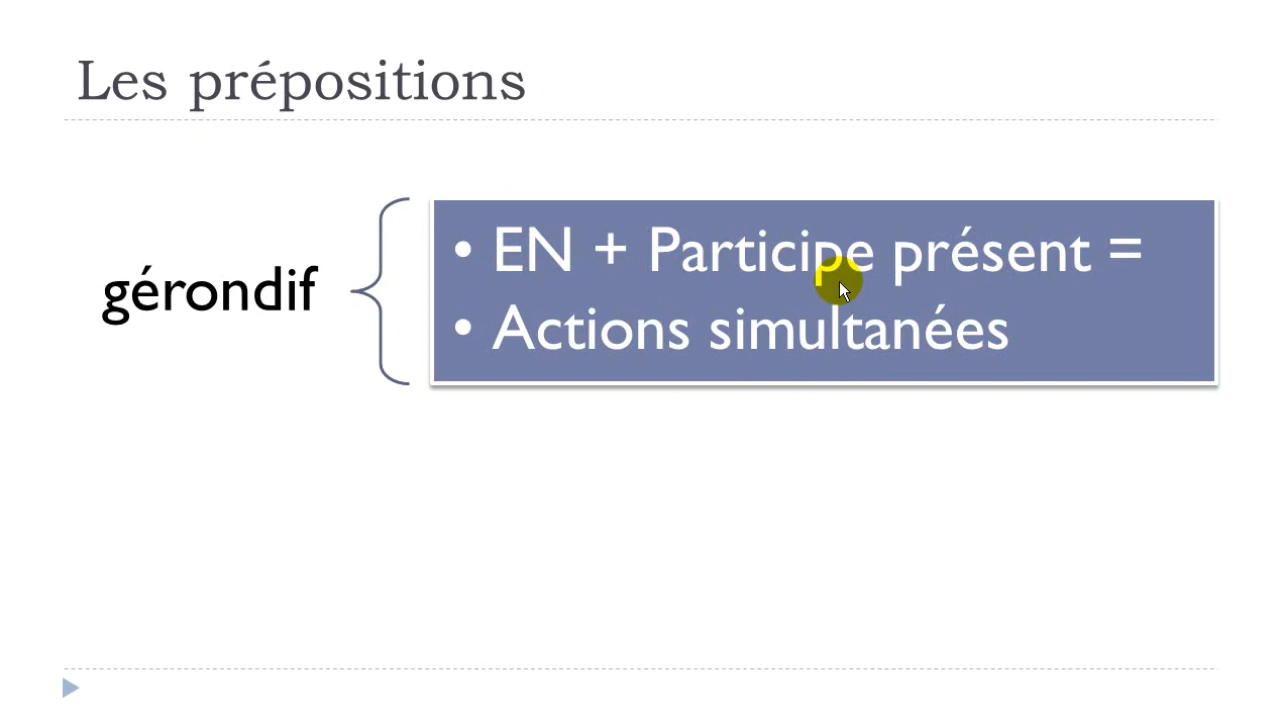 Les prépositions
gérondif
• EN + Participe présent =
• Actions simultanées